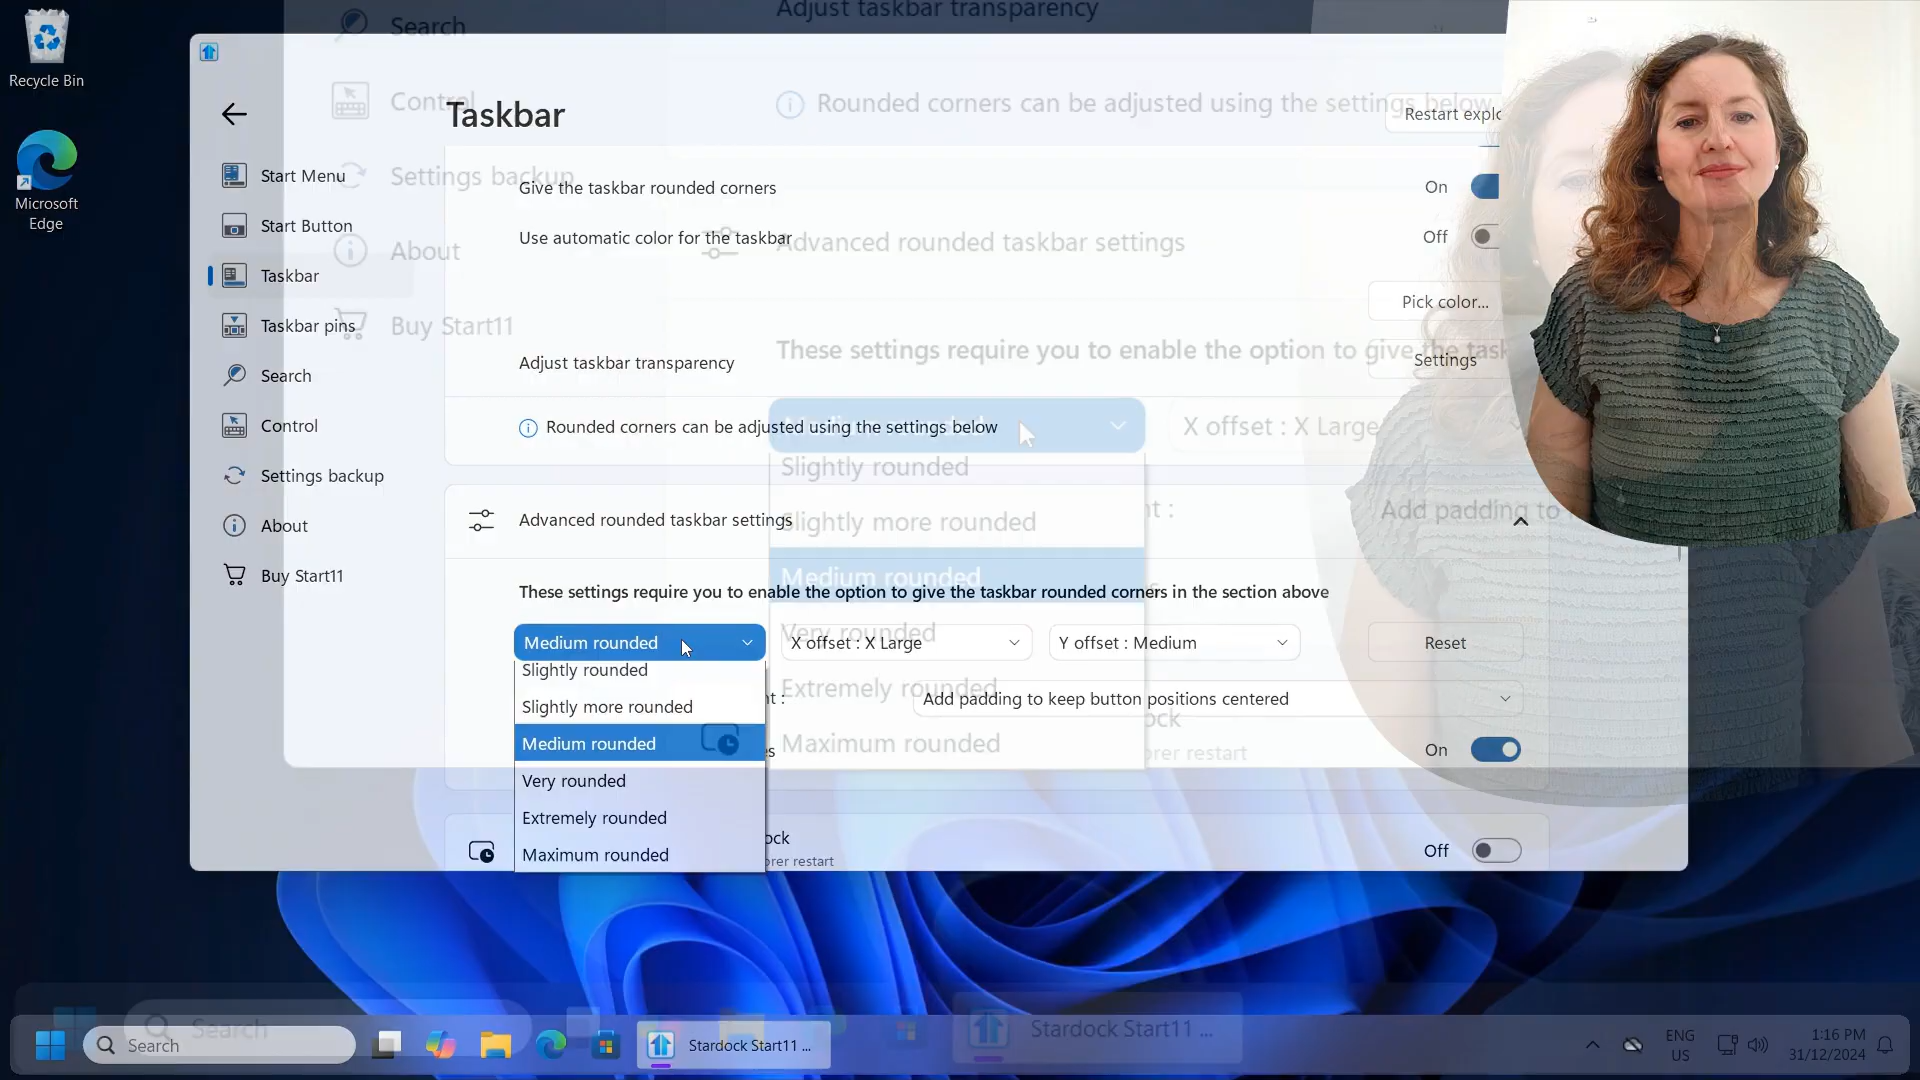 Recycle Bin
Microsoft
Edge
Taskbar
Restart explo
Start Menu
Start Button
Taskbar
Taskbar pins
Search
Control
Settings backup
About
Buy Start11
Give the taskbar rounded corners
On
Use automatic color for the taskbar
Off
Pick color...
Adjust taskbar transparency
Settings
Rounded corners can be adjusted using the settings below
Advanced rounded taskbar settings
These settings require you to enable the option to give the taskbar rounded corners in the section above
Medium rounded
X offset : X Large
Y offset : Medium
Reset
Slightly rounded
Slightly more rounded
Medium rounded
Very rounded
Extremely rounded
Maximum rounded
Add padding to keep button positions centered
On
ock
orer restart
Off
Search
Control
Settings backup
About
Buy Start11
Adjust taskbar transparency
Rounded corners can be adjusted using the settings below
Advanced rounded taskbar settings
These settings require you to enable the option to give the task
Medium rounded
X offset : X Large
Slightly rounded
Slightly more rounded
Medium rounded
Very rounded
Extremely rounded
Maximum rounded
nt :
Add padding to
ock
orer restart
Search
Stardock Start11 ...
Search
Stardock Start11 ...
ENG
US
1:16 PM
31/12/2024